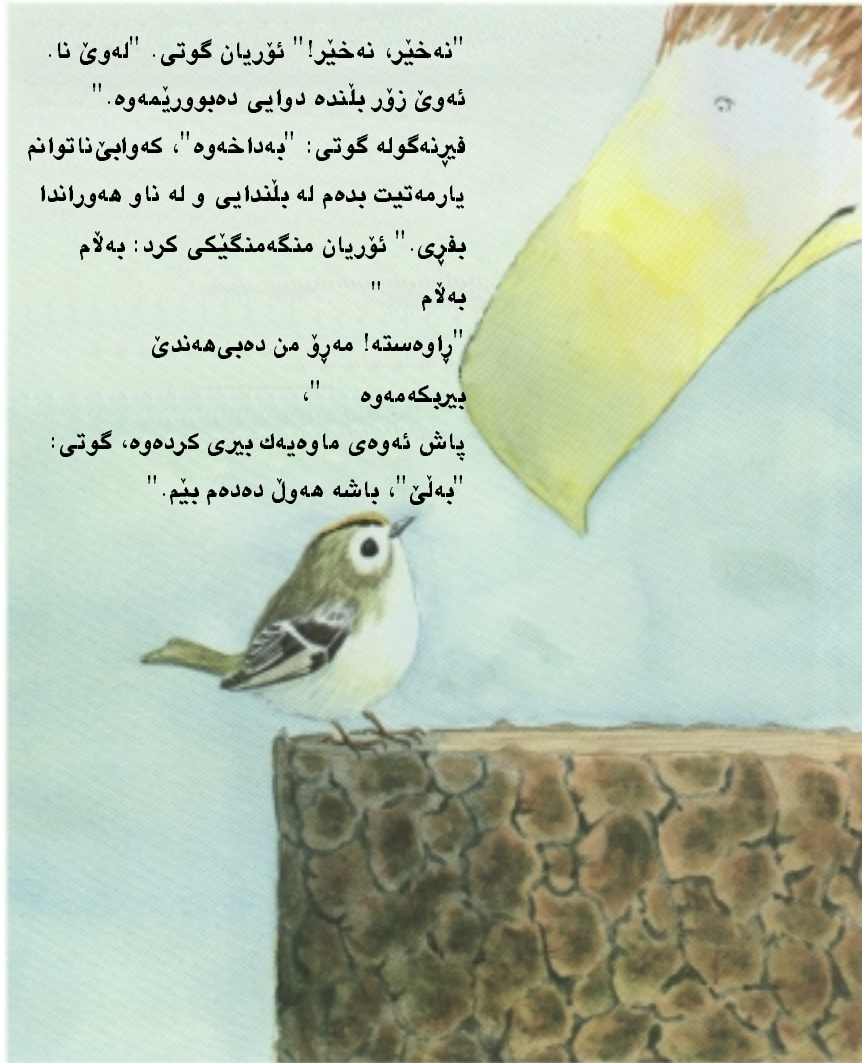 "نەخێر، نەخێر!" ئۆریان گوتی. "لەوێ نا.
ئەوێ زۆر بڵندە دوایی دەبوورێمەوە."
فیرنەگولە گوتی: "بەداخەوە"، کەوابێ ناتوانم
یارمەتیت بدەم لە بڵندایی و لە ناو هەوراندا
بفڕی." ئۆریان منگەمنگێکی کرد: بەڵام
بەڵام "
"ڕاوەستە! مەڕۆ من دەبی هەندێ
بیربکەمەوە "،
پاش ئەوەی ماوەیەك بیری کردەوە، گوتی:
"بەڵێ"، باشە هەوڵ دەدەم بێم."